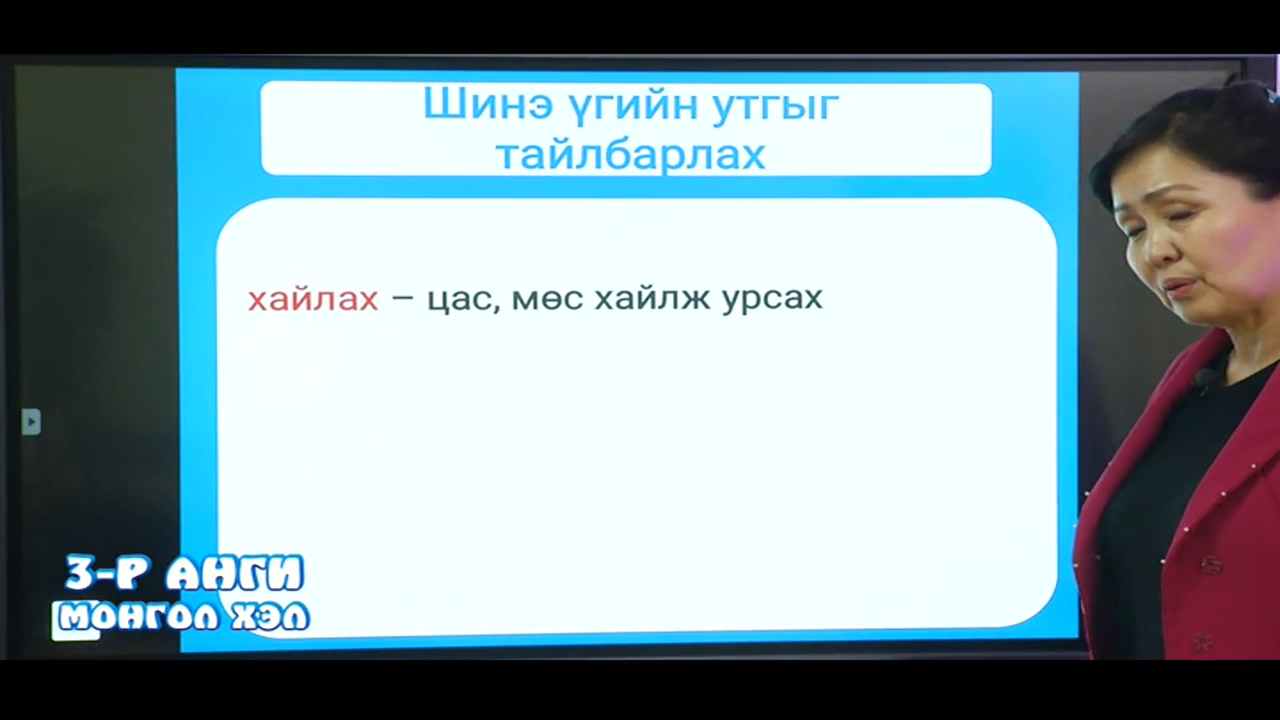 Шинэ үгийн утгыг
тайлбарлах
хайлах – цас, мөс хайлж урсах
3-Р АНГИ
МОНГОЛ ХЭЛ